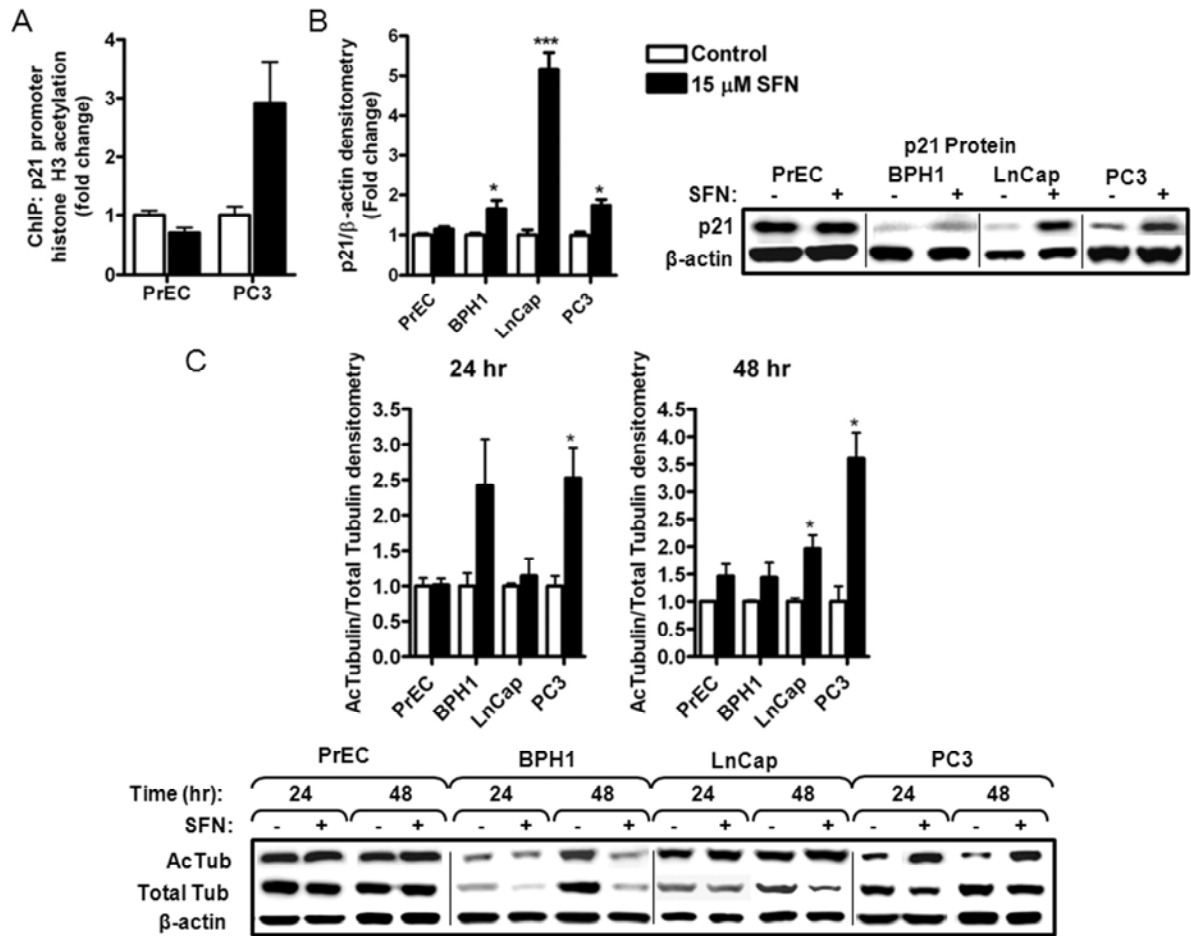 A
ChIP: p21 promoter
histone H3 acetylation
(fold change)
4
3
2
1
0
PrEC PC3
B
p21/β-actin densitometry
(Fold change)
6
5
4
3
2
1
0
* *** *
PrEC BPH1 LnCap PC3
Control
15 μM SFN
p21 Protein
PrEC BPH1 LnCap PC3
SFN: - + - + - + - +
p21
β-actin
C
24 hr
AcTubulin/Total Tubulin densitometry
3.5
3.0
2.5
2.0
1.5
1.0
0.5
0.0
*
PrEC BPH1 LnCap PC3
48 hr
AcTubulin/Total Tubulin densitometry
4.5
4.0
3.5
3.0
2.5
2.0
1.5
1.0
0.5
0.0
* *
PrEC BPH1 LnCap PC3
PrEC BPH1 LnCap PC3
Time (hr): 24 48 24 48 24 48 24 48
SFN: - + - + - + - + - + - + - + - +
AcTub
Total Tub
β-actin